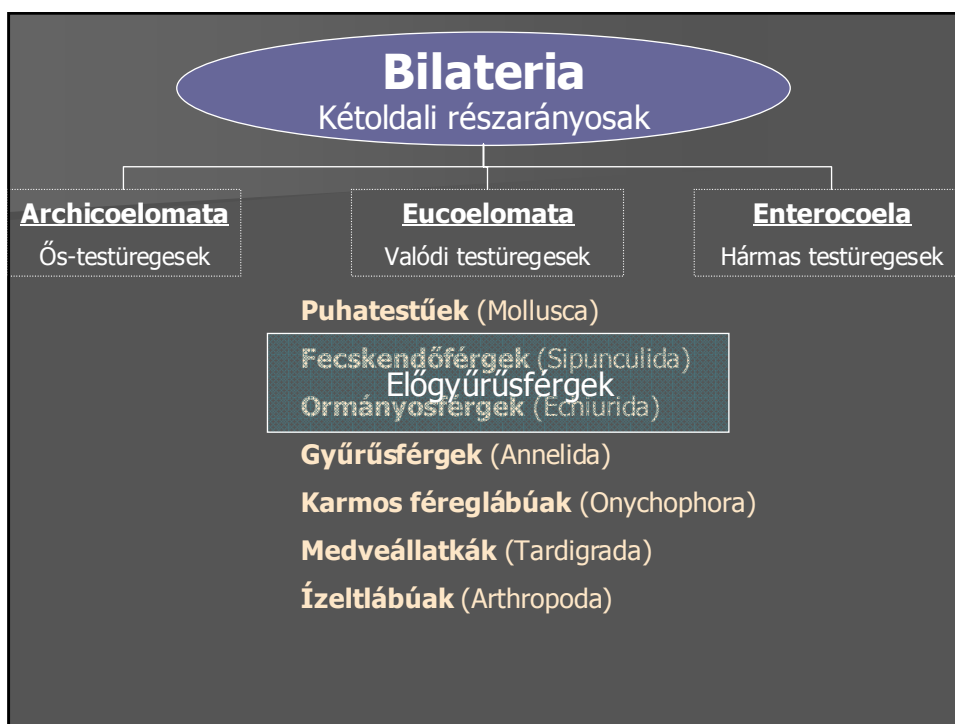 Bilateria
Kétoldali részarányosak
Archicoelomata
Ős-testüregesek
Eucoelomata
Valódi testüregesek
Enterocoela
Hármas testüregesek
Puhatestűek (Mollusca)
Fecskendőférgek (Sipunculida)
Előgyűrűsférgek
Ormányosférgek (Echiurida)
Gyűrűsférgek (Annelida)
Karmos féreglábúak (Onychophora)
Medveállatkák (Tardigrada)
Ízeltlábúak (Arthropoda)